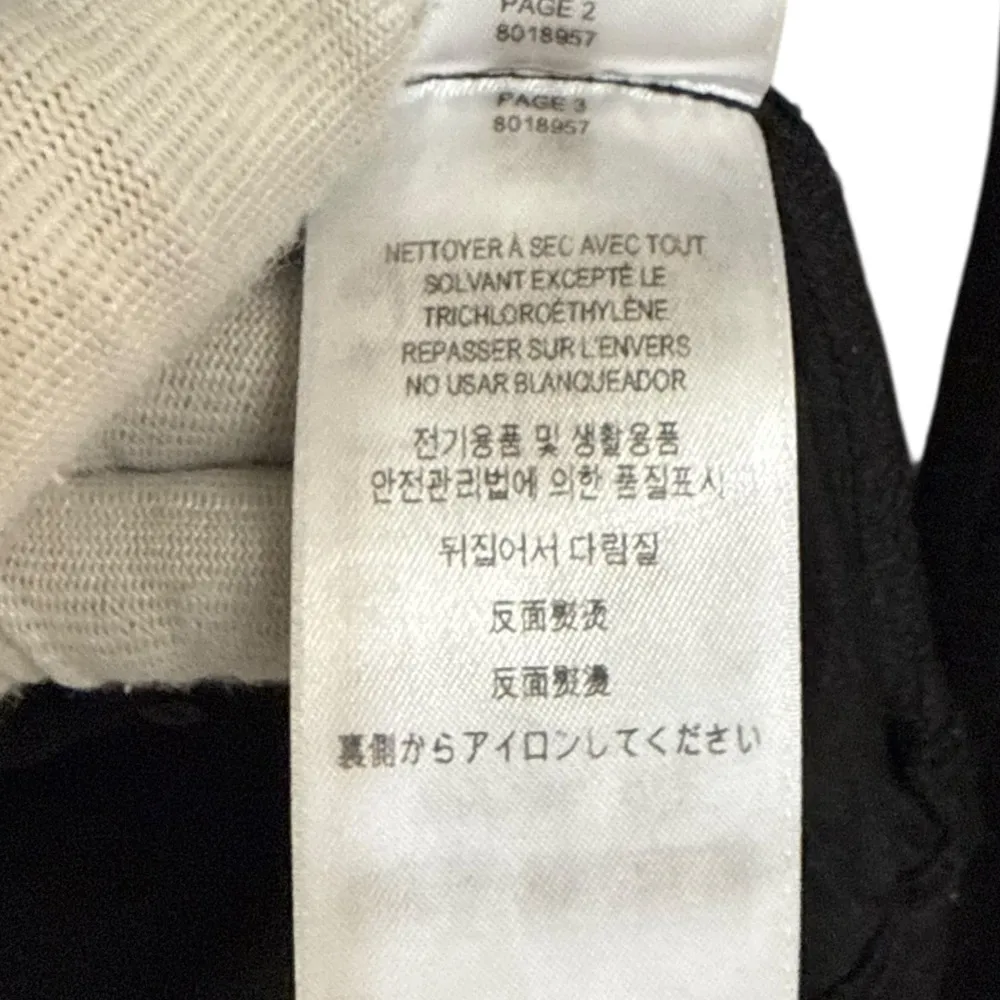 PAGE 2
8018957
PAGE 3
8018957
NETTOYER À SEC AVEC TOUT
SOLVANT EXCEPTÉ LE
TRICHLOROÉTHYLÈNE
REPASSER SUR L'ENVERS
NO USAR BLANQUEADOR
전기용품 및 생활용품
안전관리법에 의한 품질표시
뒤집어서 다림질
反面熨烫
反面熨燙
裏側からアイロンしてください